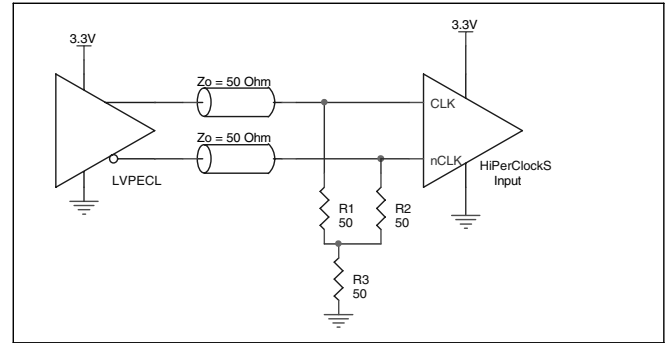 3.3V
3.3V
Zo = 50 Ohm
CLK
Zo = 50 Ohm
nCLK
HiPerClockS
Input
LVPECL
R1
50
R2
50
R3
50